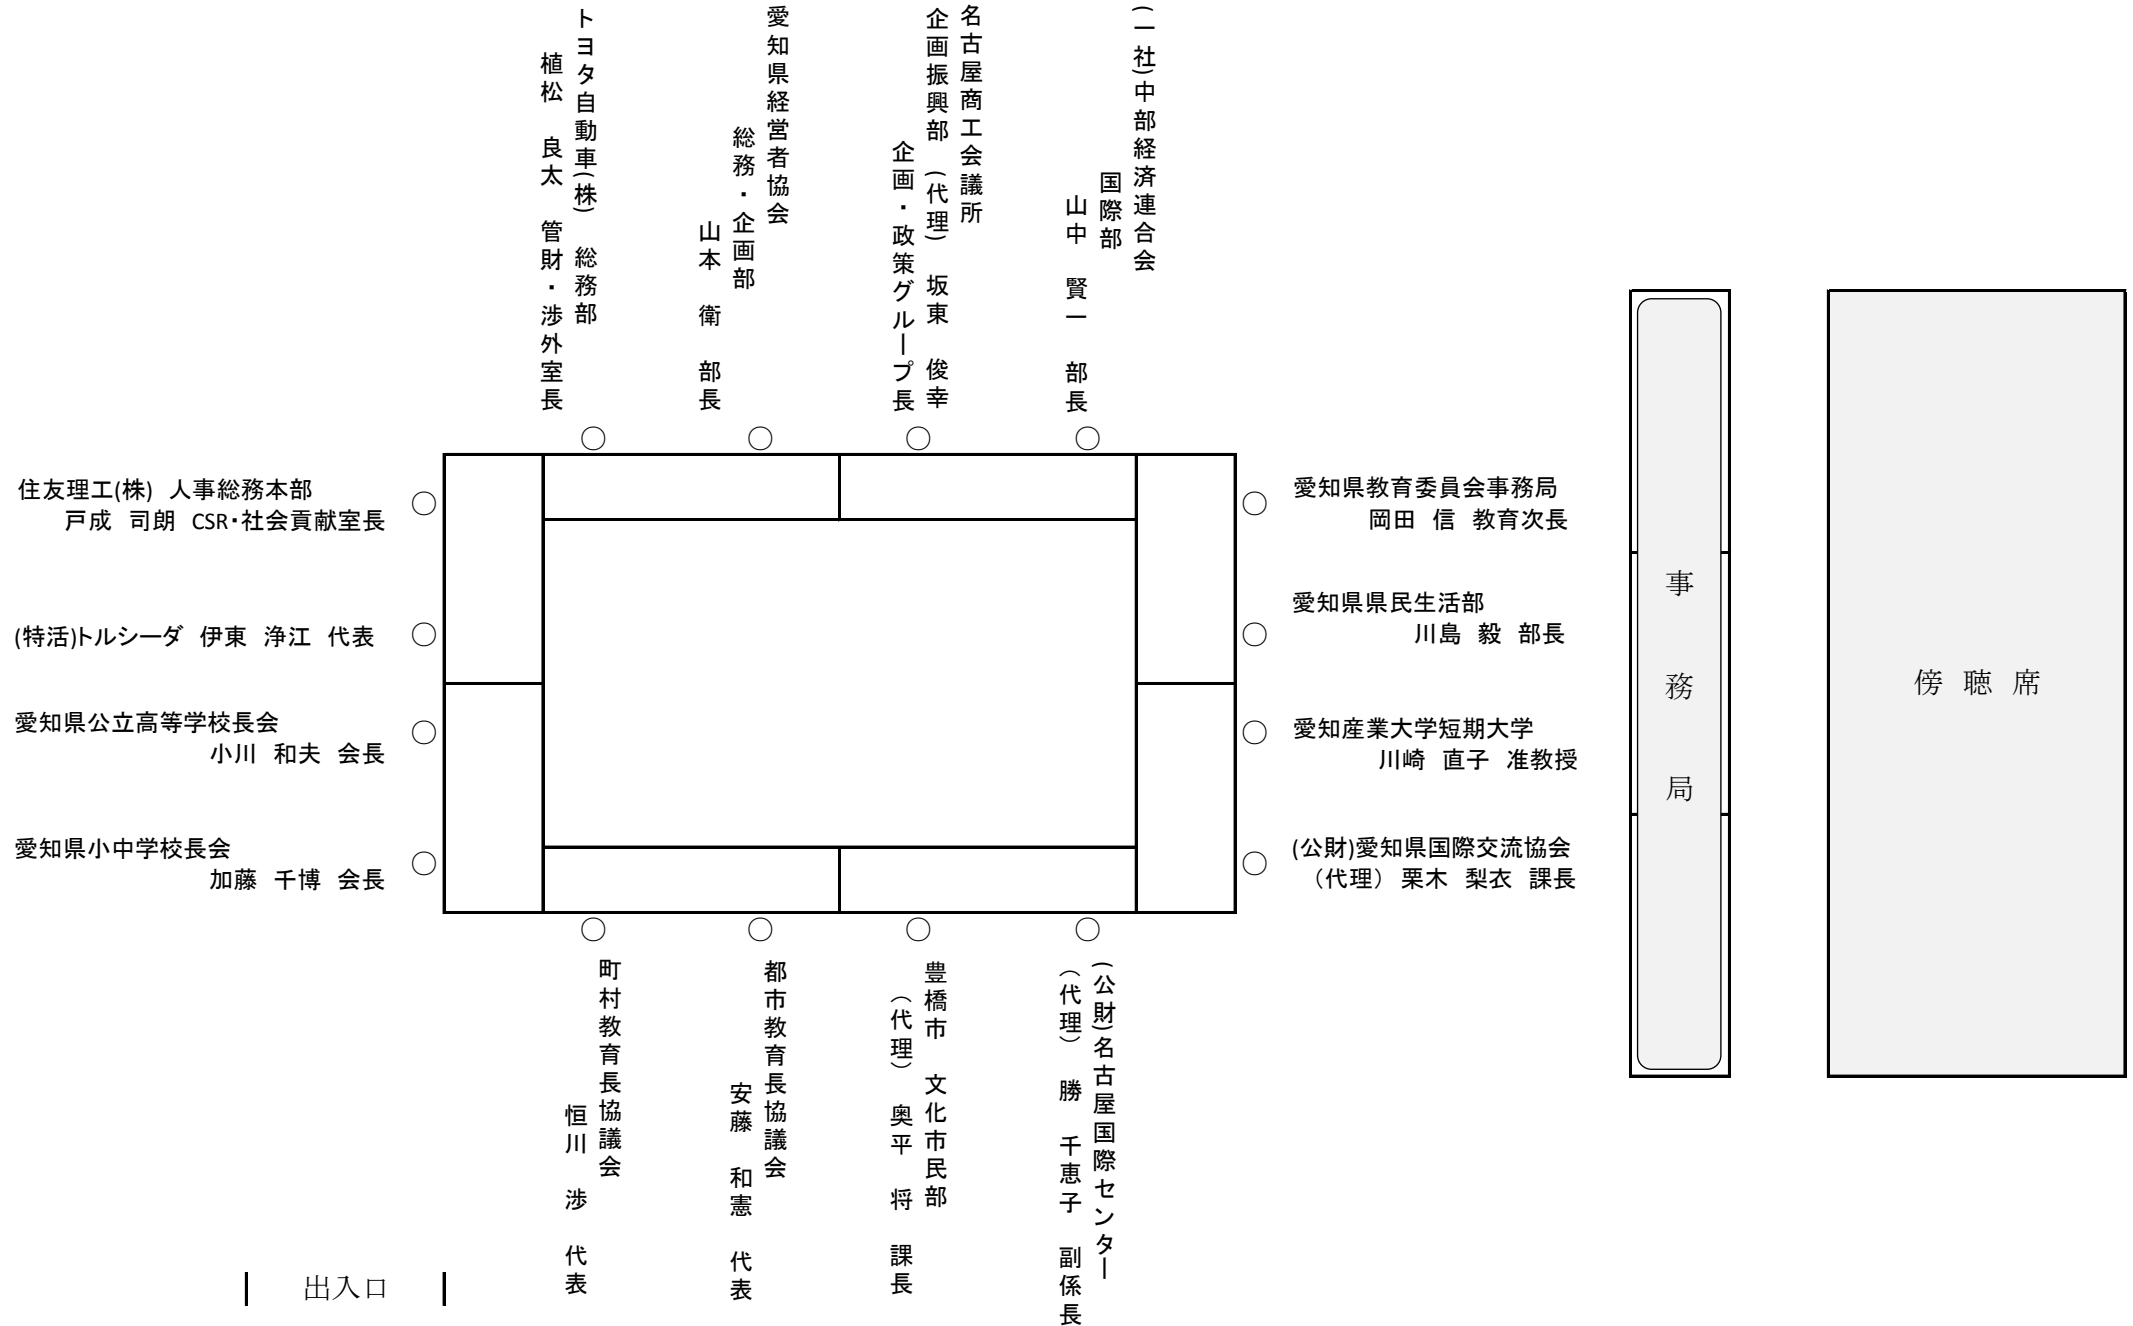 (一社)中部経済連合会
国際部
山中　賢一　部長
名古屋商工会議所
企画振興部　(代理)　坂東　俊幸
企画・政策グループ長
愛知県経営者協会
総務・企画部
山本　衛　部長
トヨタ自動車(株)　総務部
植松　良太　管財・渉外室長
住友理工(株)　人事総務本部
戸成　司朗　CSR・社会貢献室長
(特活)トルシーダ　伊東　浄江　代表
愛知県公立高等学校長会
小川　和夫　会長
愛知県小中学校長会
加藤　千博　会長
愛知県教育委員会事務局
岡田　信　教育次長
愛知県県民生活部
川島　毅　部長
愛知産業大学短期大学
川崎　直子　准教授
(公財)愛知県国際交流協会
（代理）　栗木　梨衣　課長
事務局
傍聴席
(公財)名古屋国際センター
（代理）　勝　千恵子　副係長
豊橋市　文化市民部
（代理）　奥平　将　課長
都市教育長協議会
安藤　和憲　代表
町村教育長協議会
恒川　渉　代表
出入口